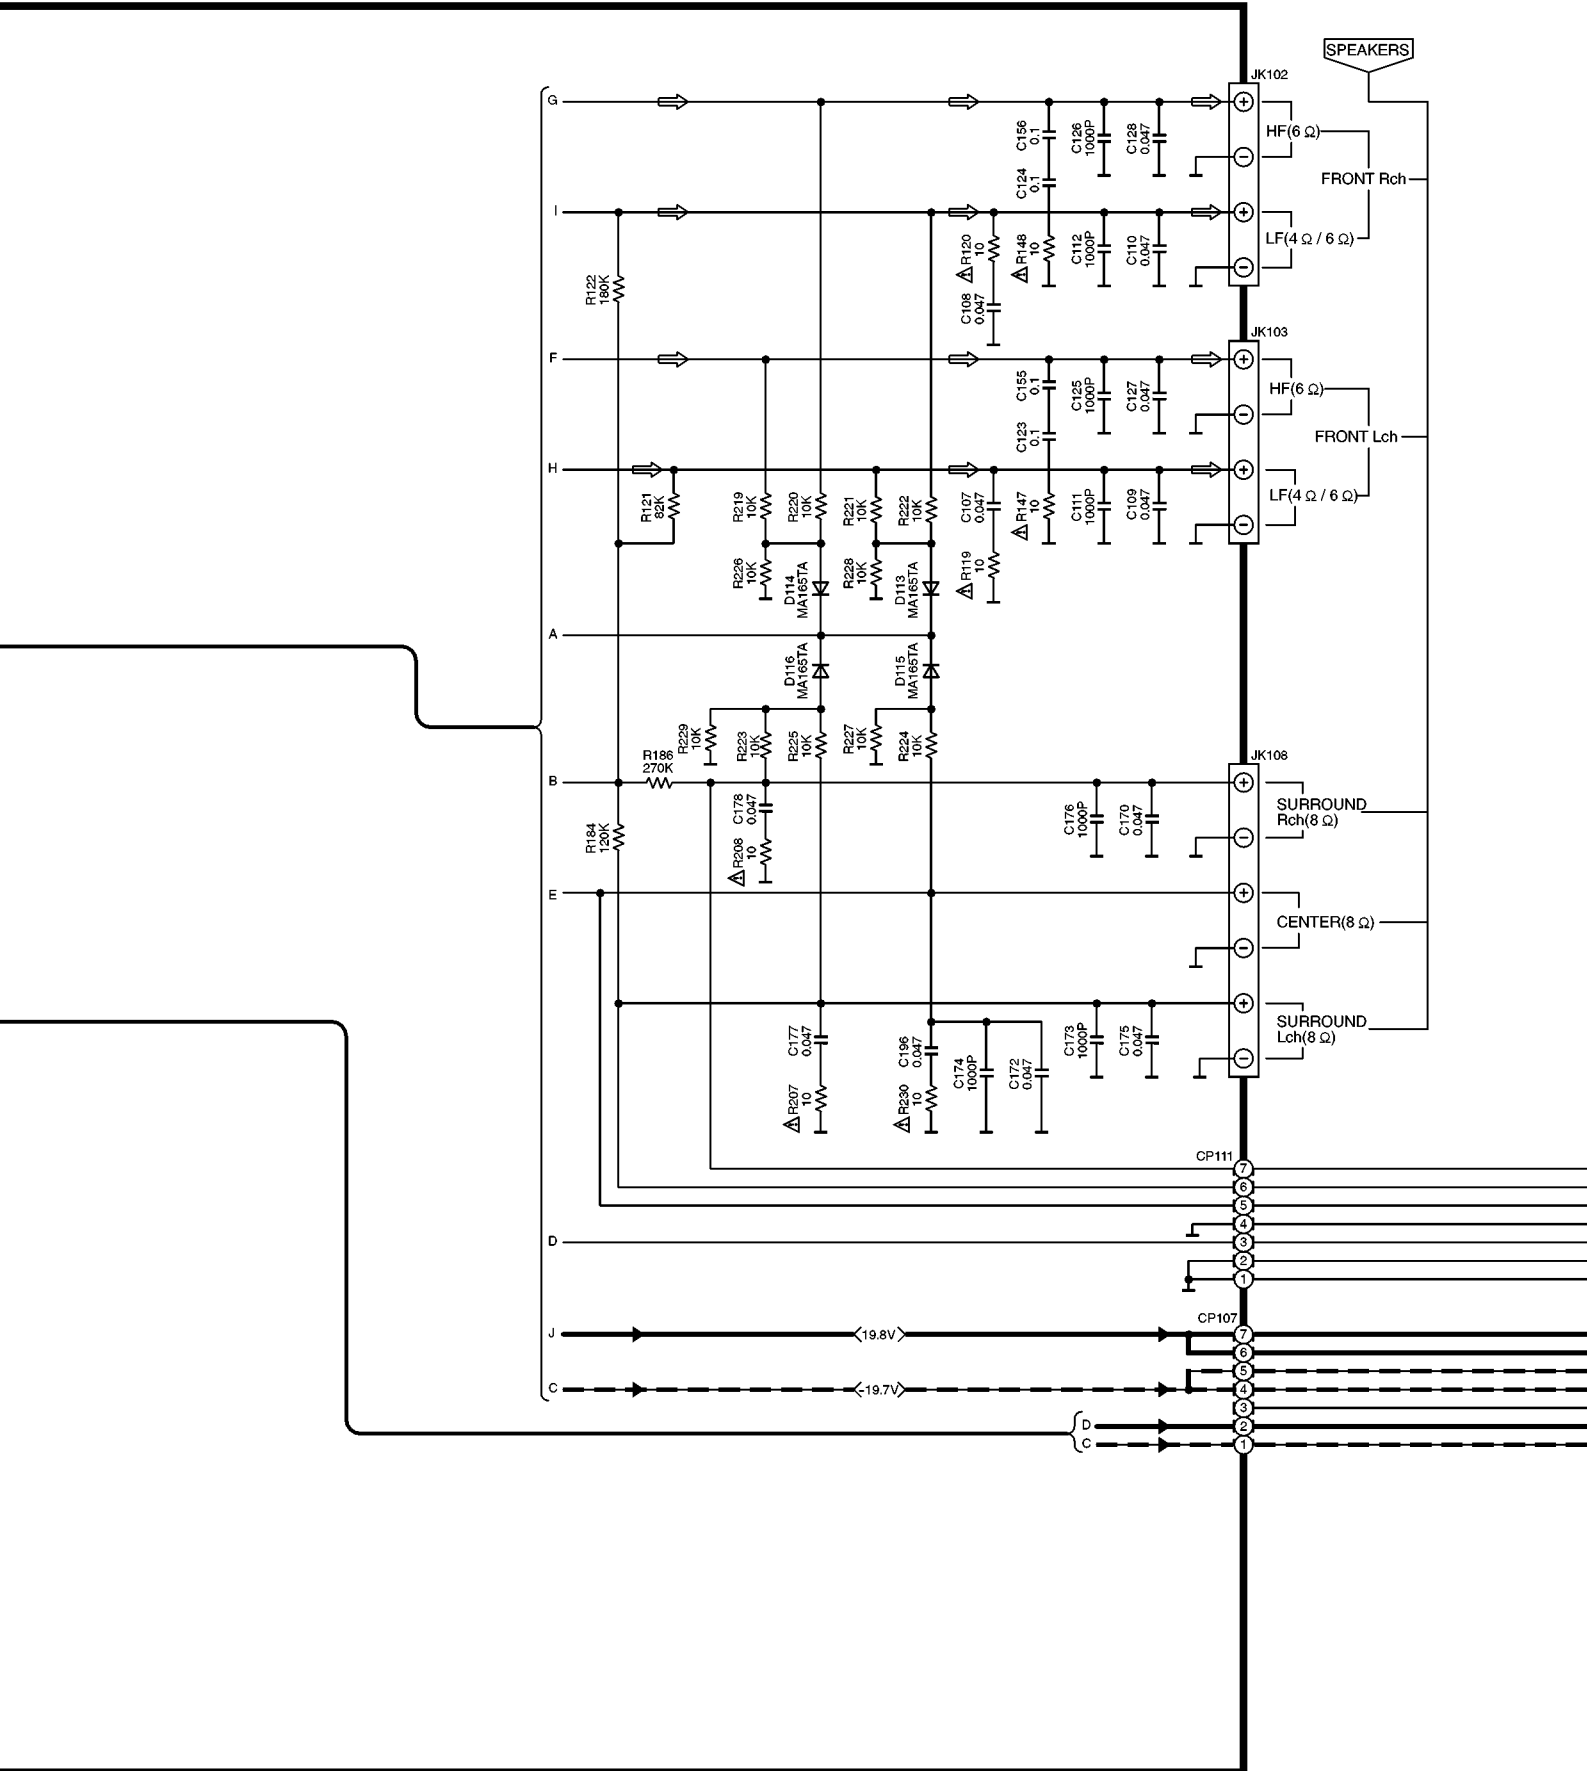 SPEAKERS
JK102
G
C156 0.1
C126 1000P
C128 0.047
HF(6 Ω)
C124 0.1
FRONT Rch
I
LF(4 Ω / 6 Ω)
R122 180K
R120 10
R148 10
C112 1000P
C110 0.047
C108 0.047
JK103
F
C155 0.1
C125 1000P
C127 0.047
HF(6 Ω)
C123 0.1
FRONT Lch
H
LF(4 Ω / 6 Ω)
R121 82K
R219 10K
R220 10K
R221 10K
R222 10K
C107 0.047
R147 10
C111 1000P
C109 0.047
R226 10K
D114 MA165TA
R228 10K
D113 MA165TA
R119 10
A
D116 MA165TA
D115 MA165TA
R229 10K
R223 10K
R225 10K
R227 10K
R224 10K
R186
270K
JK108
B
C178 0.047
C176 1000P
C170 0.047
SURROUND
Rch(8 Ω)
R184 120K
R208 10
E
CENTER(8 Ω)
C177 0.047
C196 0.047
C174 1000P
C172 0.047
C173 1000P
C175 0.047
SURROUND
Lch(8 Ω)
R207 10
R230 10
CP111
7
6
5
4
D
3
2
1
CP107
J
19.8V
7
6
5
C
-19.7V
4
3
D
2
C
1
+
−
+
−
+
−
+
−
+
−
+
−
+
−